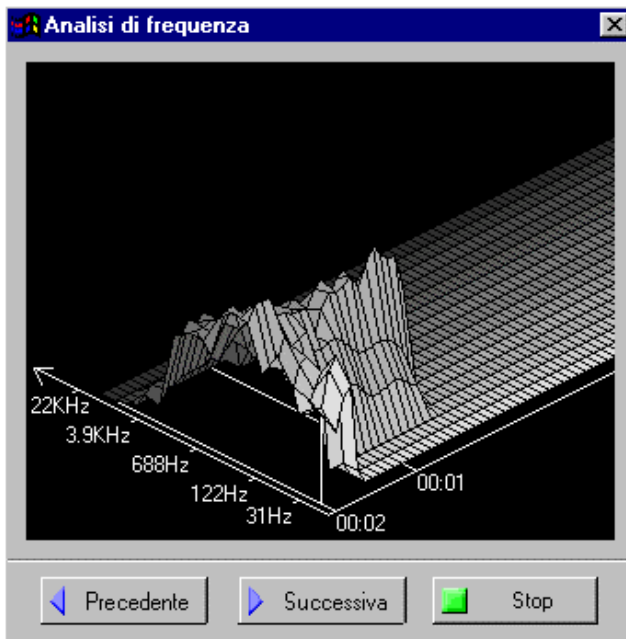 Analisi di frequenza
22KHz
3.9KHz
688Hz
122Hz
31Hz
00:02
00:01
Precedente
Successiva
Stop